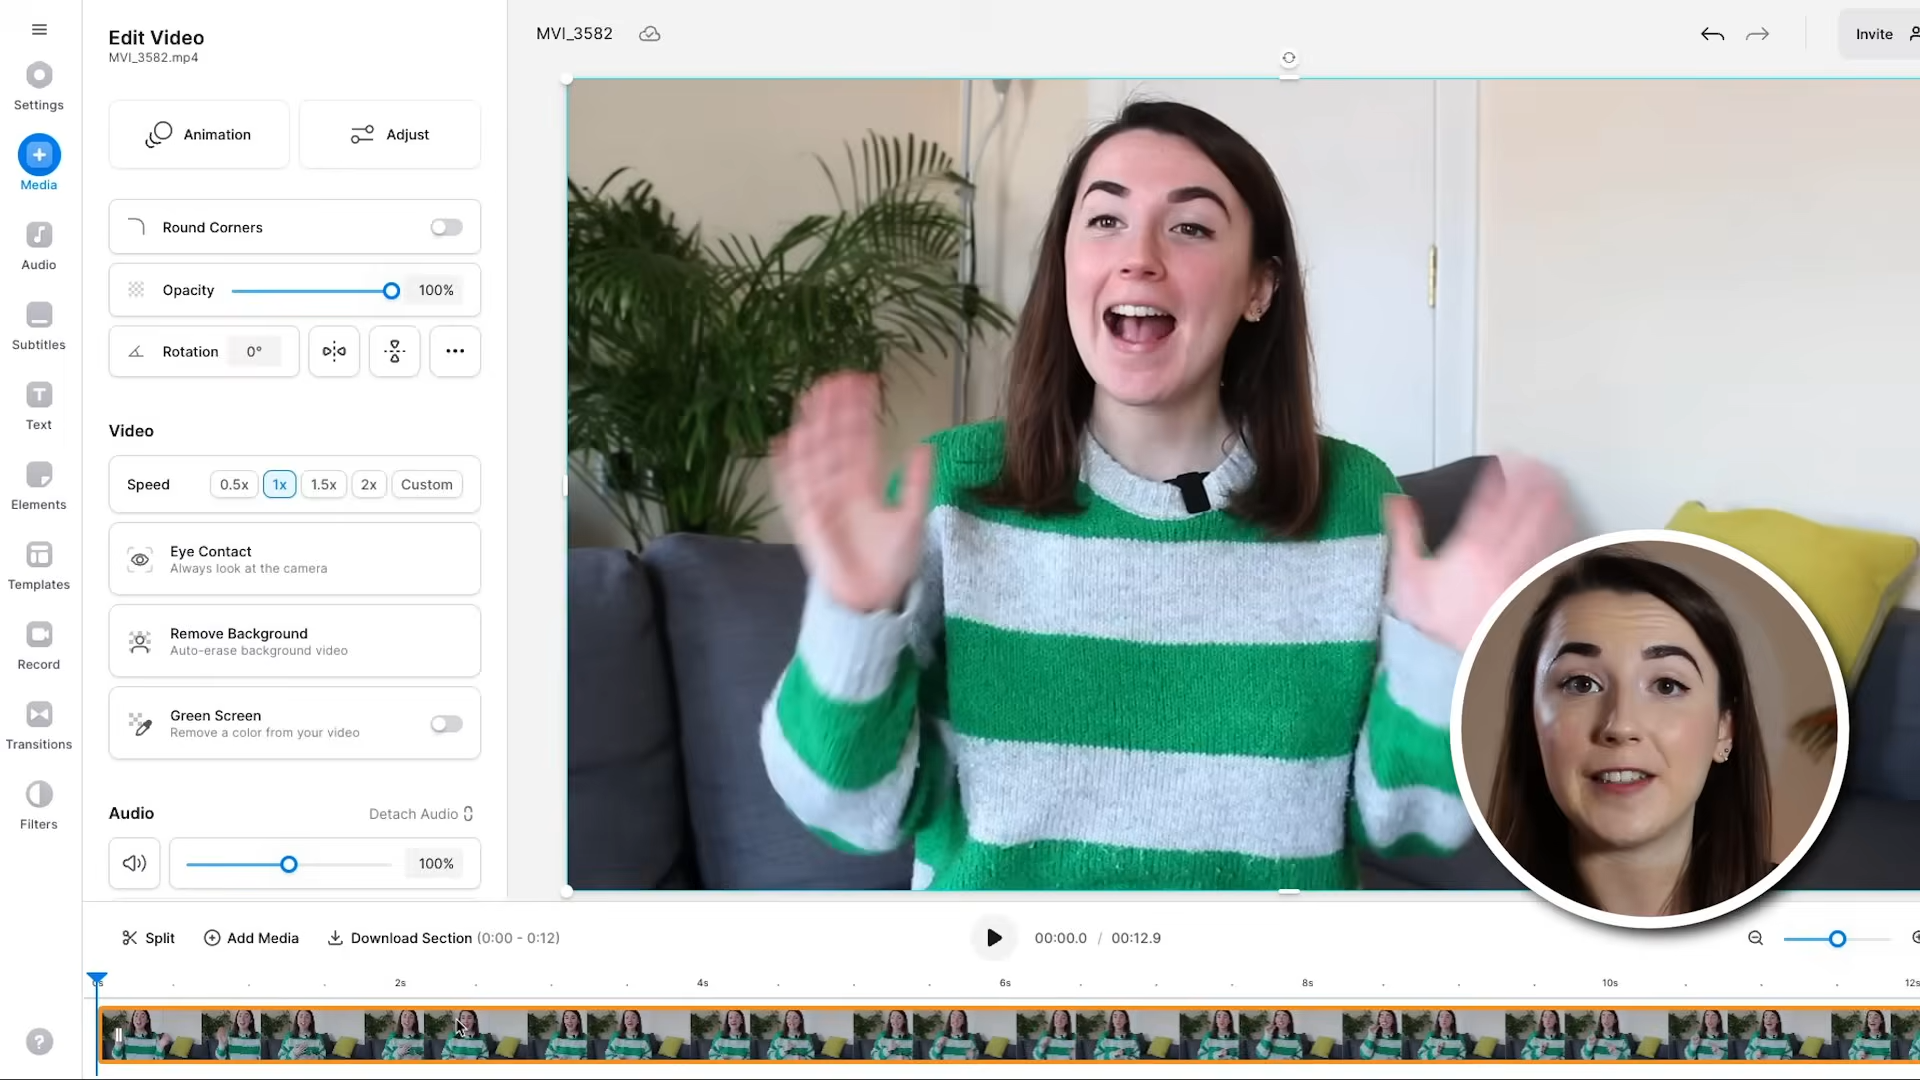 Edit Video
MVI_3582.mp4
MVI_3582
Invite
Settings
Media
Audio
Subtitles
Text
Elements
Templates
Record
Transitions
Filters
?
Animation
Adjust
Round Corners
Opacity 100%
Rotation 0°
Video
Speed 0.5x 1x 1.5x 2x Custom
Eye Contact
Always look at the camera
Remove Background
Auto-erase background video
Green Screen
Remove a color from your video
Audio Detach Audio
100%
Split Add Media Download Section (0:00 - 0:12)
00:00.0 / 00:12.9
2s 4s 6s 8s 10s 12s